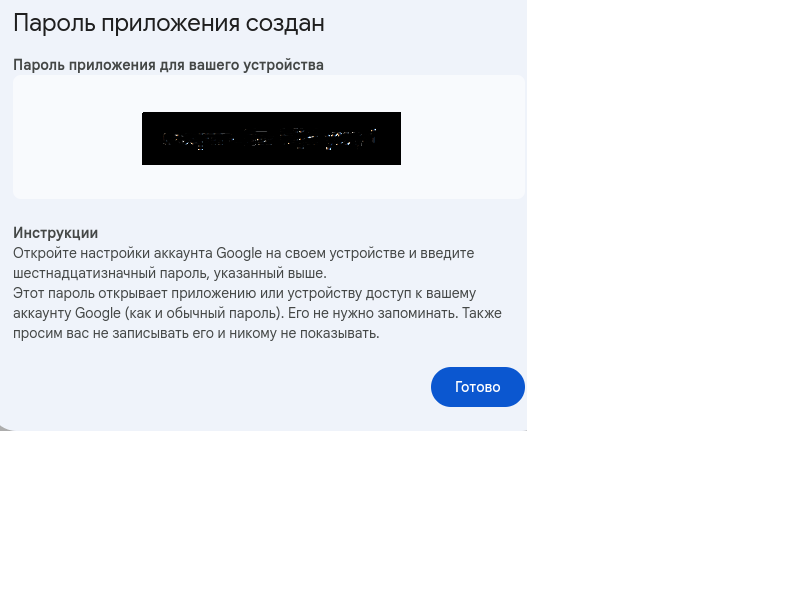 Пароль приложения создан
Пароль приложения для вашего устройства
Инструкции
Откройте настройки аккаунта Google на своем устройстве и введите
шестнадцатизначный пароль, указанный выше.
Этот пароль открывает приложению или устройству доступ к вашему
аккаунту Google (как и обычный пароль). Его не нужно запоминать. Также
просим вас не записывать его и никому не показывать.
Готово